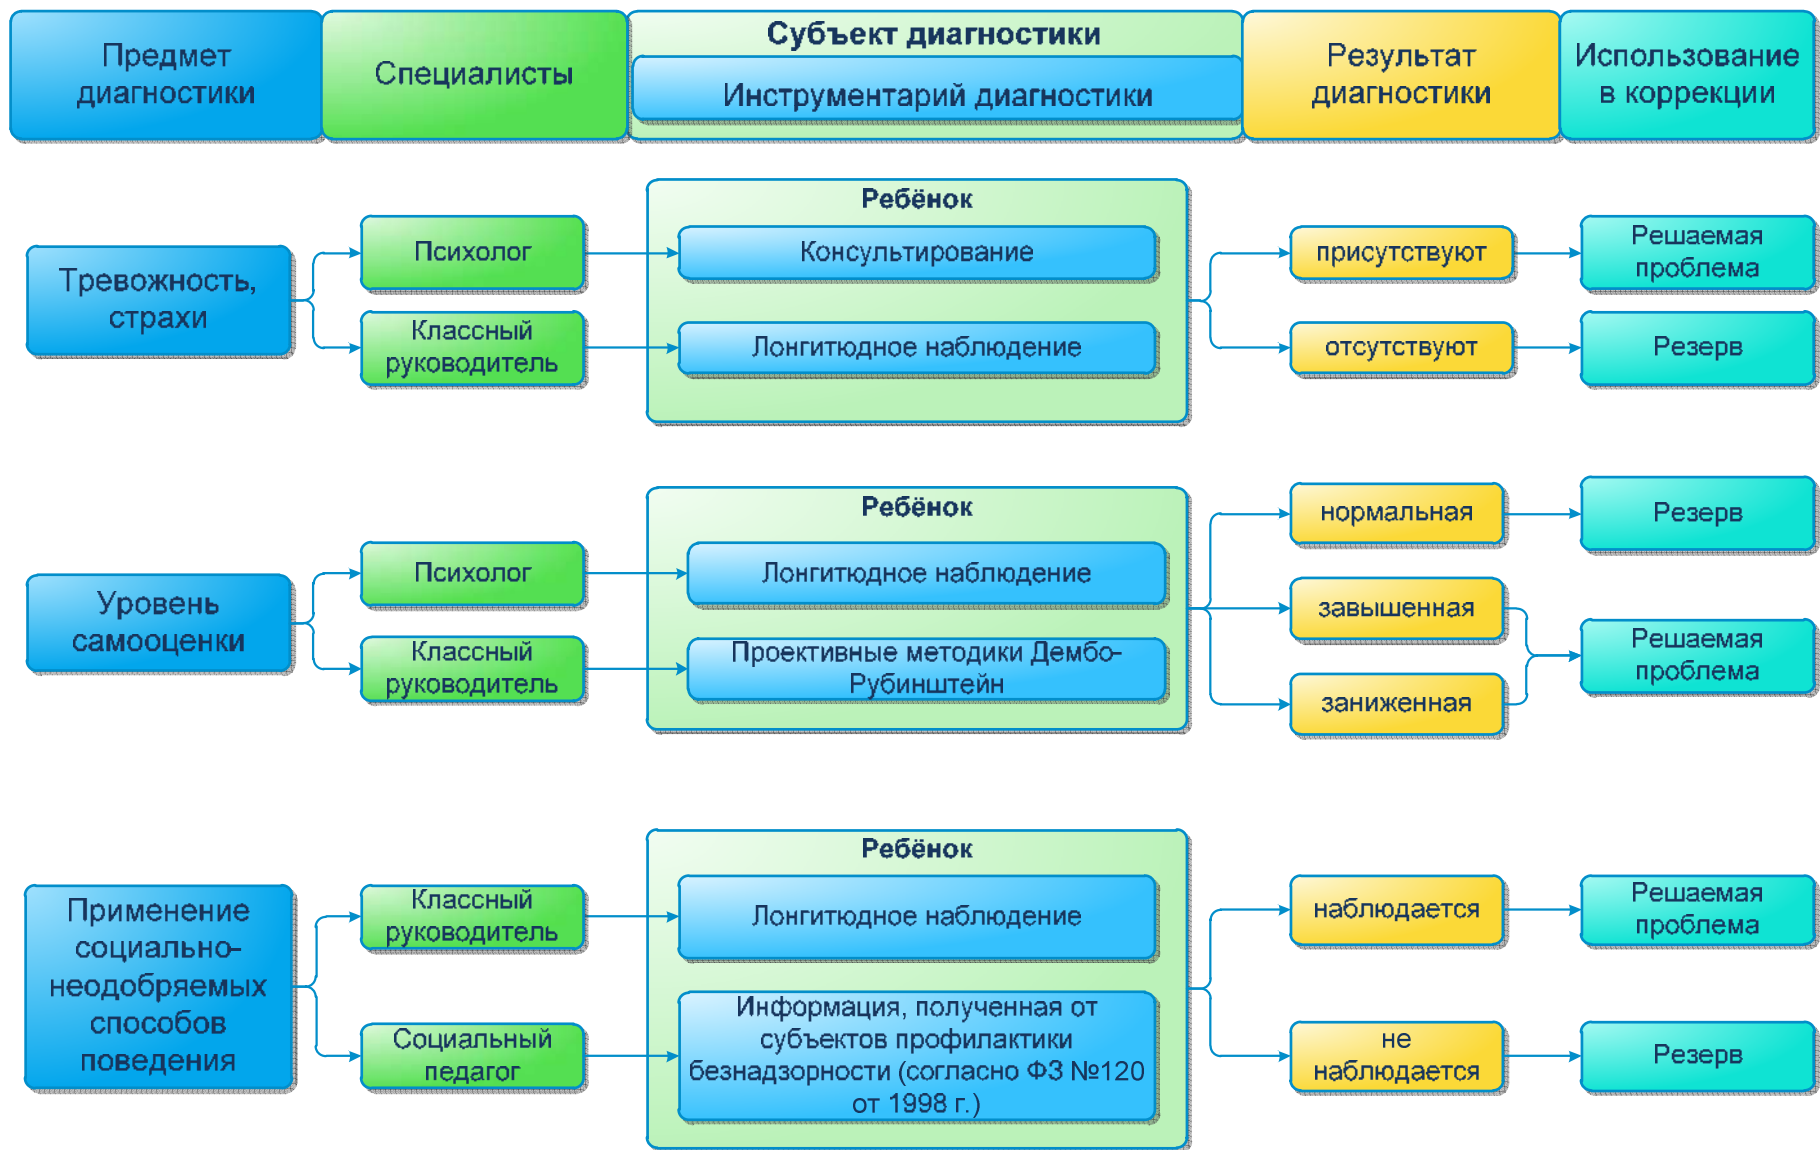 Предмет
диагностики
Специалисты
Субъект диагностики
Инструментарий диагностики
Результат
диагностики
Использование
в коррекции
Тревожность,
страхи
Психолог
Классный
руководитель
Ребёнок
Консультирование
Лонгитюдное наблюдение
присутствуют
отсутствуют
Решаемая
проблема
Резерв
Уровень
самооценки
Психолог
Классный
руководитель
Ребёнок
Лонгитюдное наблюдение
Проективные методики Дембо-
Рубинштейн
нормальная
завышенная
заниженная
Резерв
Решаемая
проблема
Применение
социально-
неодобряемых
способов
поведения
Классный
руководитель
Социальный
педагог
Ребёнок
Лонгитюдное наблюдение
Информация, полученная от
субъектов профилактики
безнадзорности (согласно ФЗ №120
от 1998 г.)
наблюдается
не
наблюдается
Решаемая
проблема
Резерв